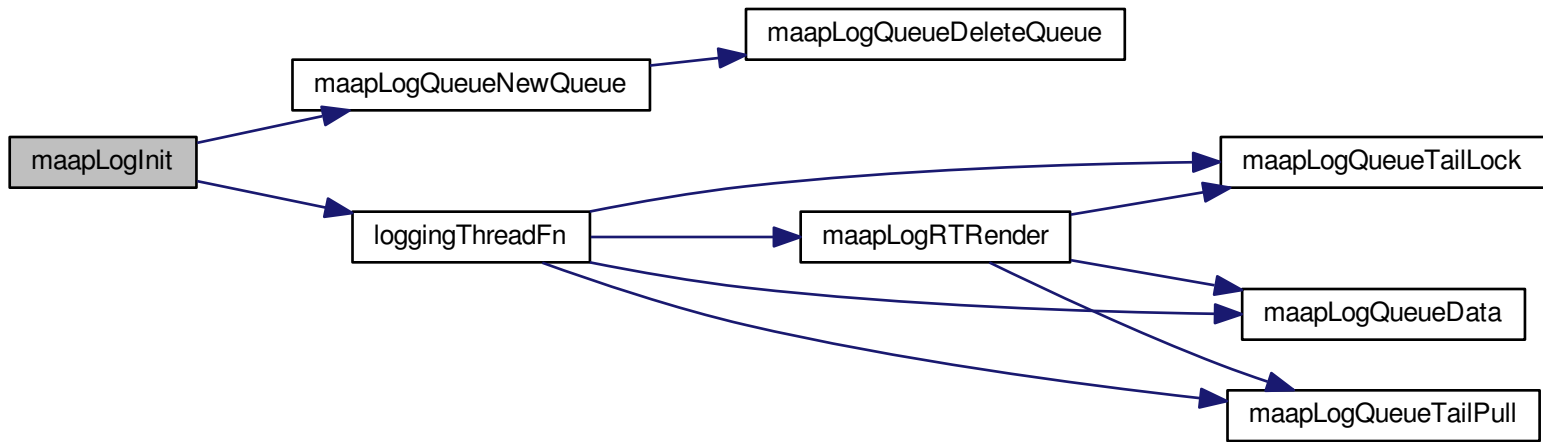 maapLogQueueDeleteQueue
maapLogQueueNewQueue
maapLogInit
maapLogQueueTailLock
loggingThreadFn
maapLogRTRender
maapLogQueueData
maapLogQueueTailPull